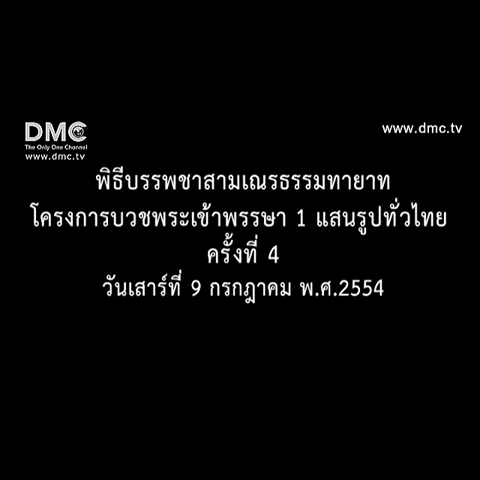 DMC
The Only One Channel
www.dmc.tv
www.dmc.tv
พิธีบรรพชาสามเณรธรรมทายาท
โครงการบวชพระเข้าพรรษา 1 แสนรูปทั่วไทย
ครั้งที่ 4
วันเสาร์ที่ 9 กรกฎาคม พ.ศ.2554